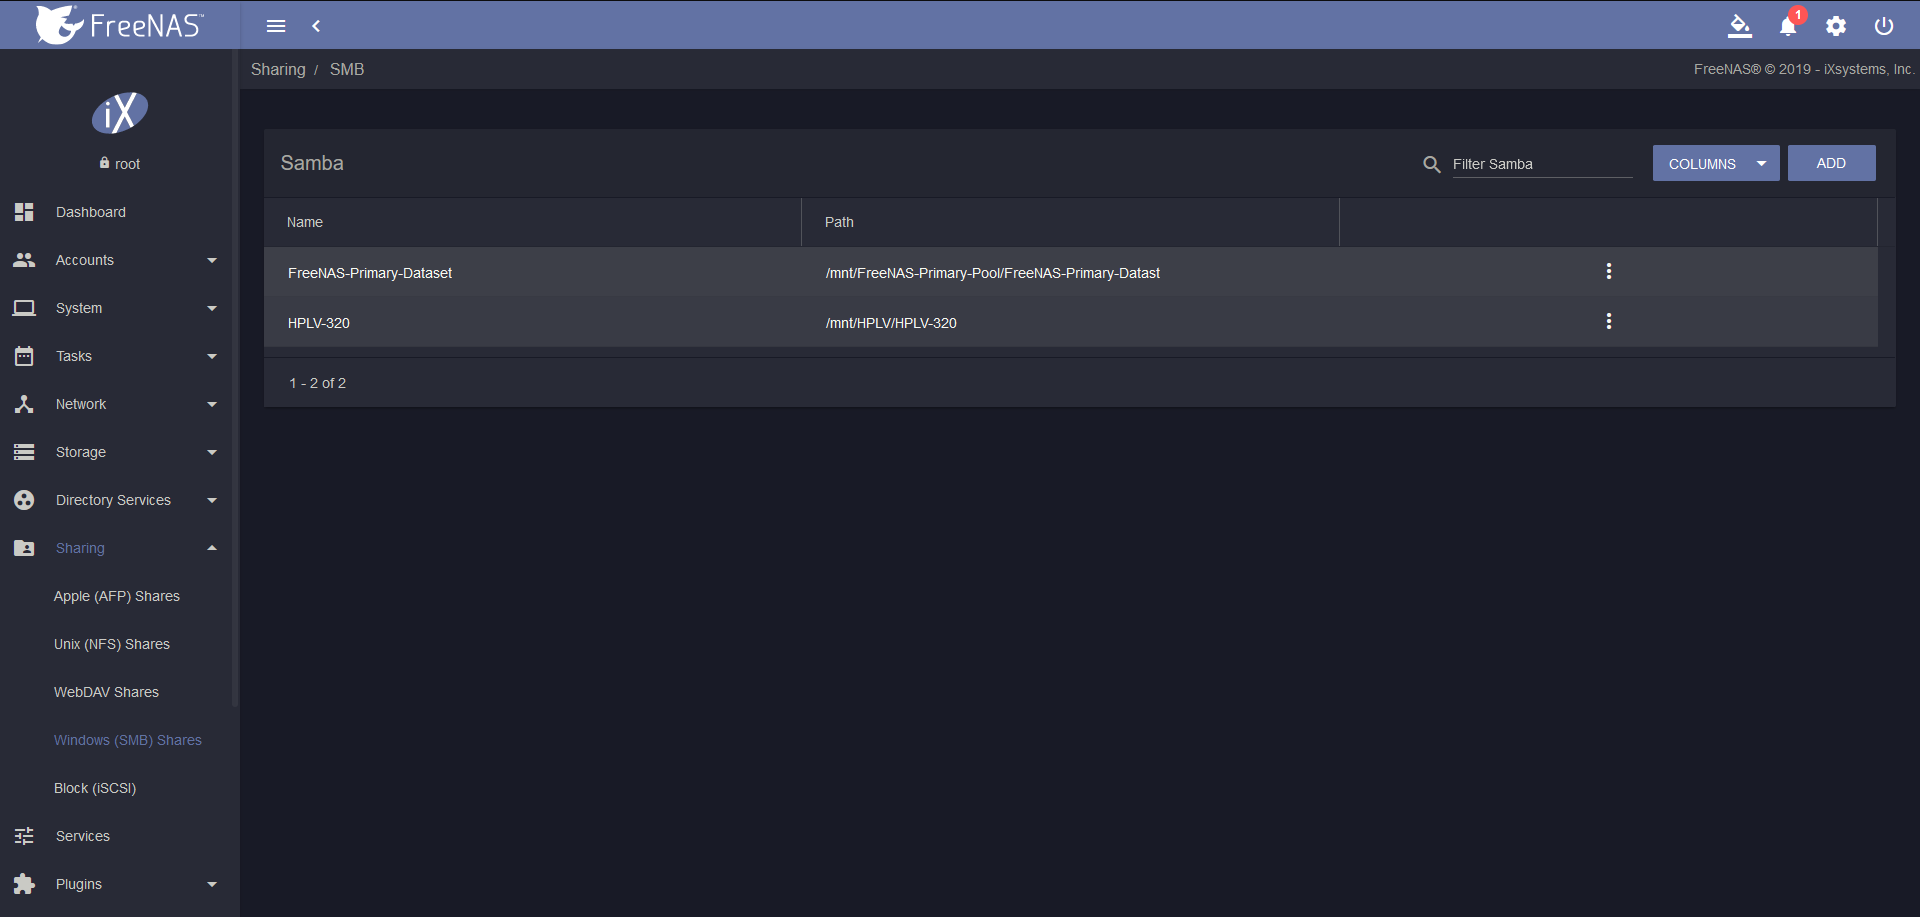 FreeNAS™
1
Sharing / SMB
FreeNAS® © 2019 - iXsystems, Inc.
iX
root
Dashboard
Accounts
System
Tasks
Network
Storage
Directory Services
Sharing
Apple (AFP) Shares
Unix (NFS) Shares
WebDAV Shares
Windows (SMB) Shares
Block (iSCSI)
Services
Plugins
Samba
Filter Samba
COLUMNS
ADD
Name Path
FreeNAS-Primary-Dataset /mnt/FreeNAS-Primary-Pool/FreeNAS-Primary-Datast
HPLV-320 /mnt/HPLV/HPLV-320
1 - 2 of 2